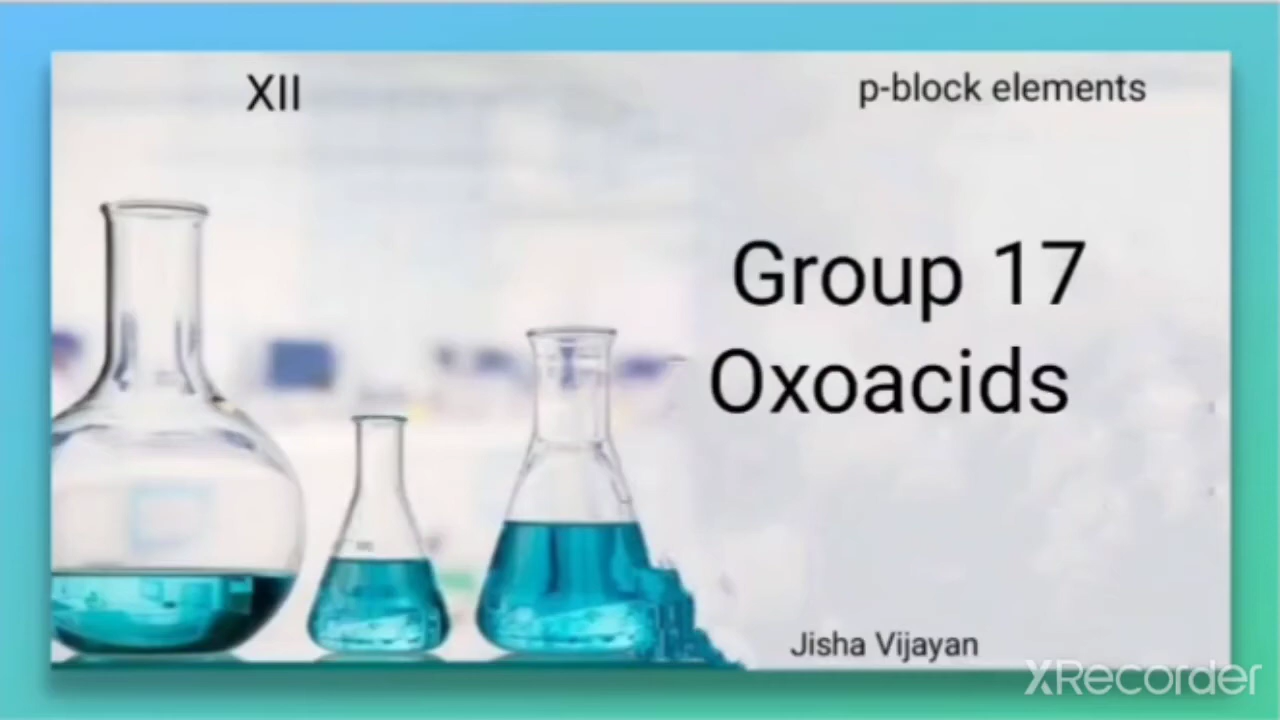 XII
p-block elements
Group 17
Oxoacids
Jisha Vijayan
XRecorder